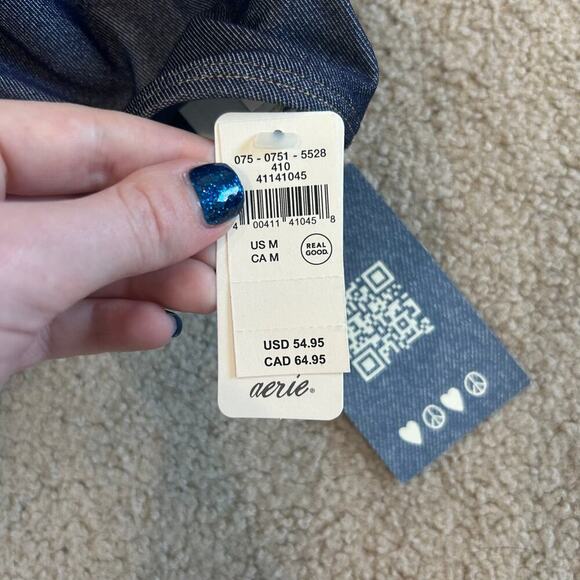 075 - 0751 - 5528
410
41141045
4 00411 41045 8
US M
CA M
REAL
GOOD.
USD 54.95
CAD 64.95
aerie®